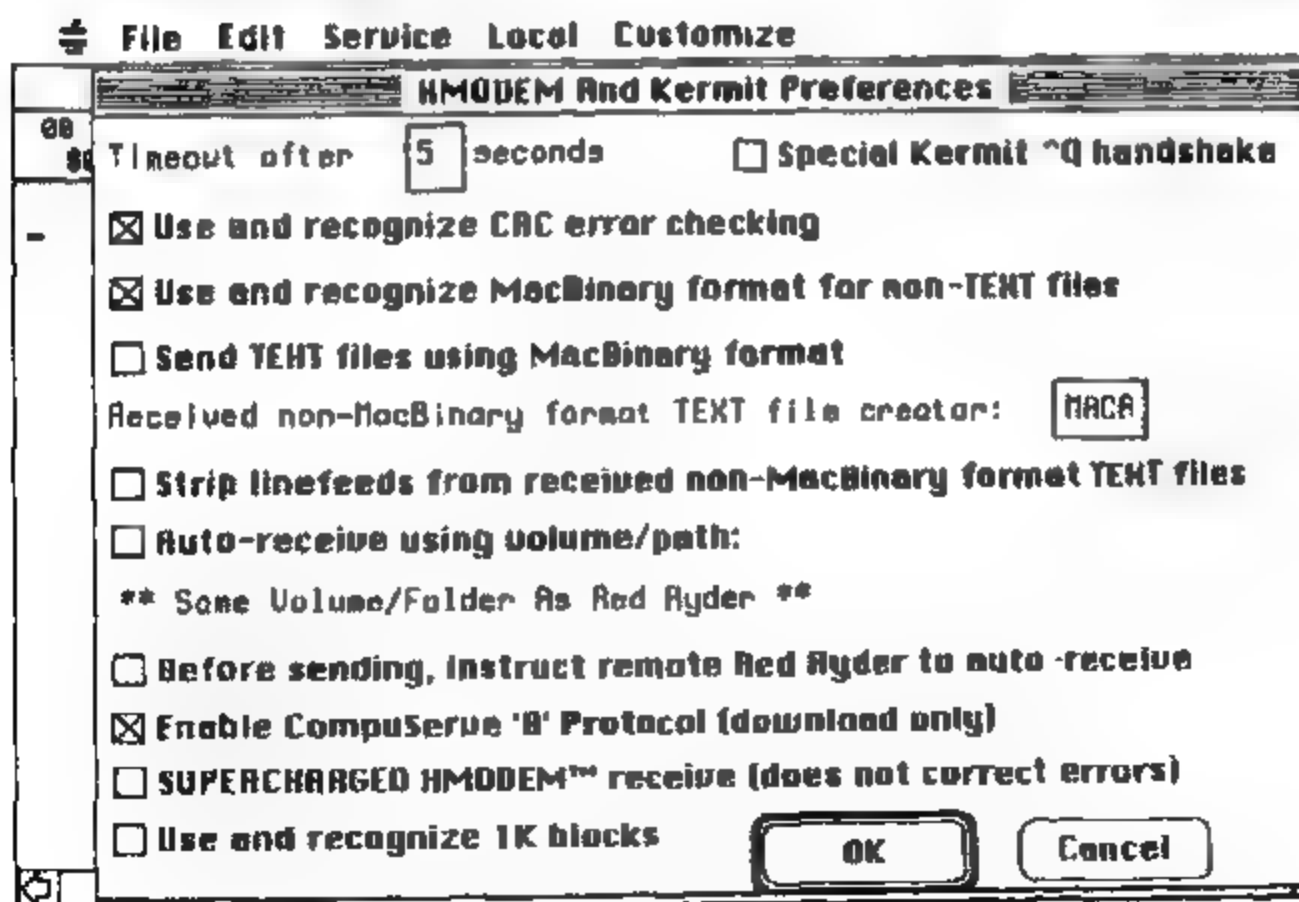 File Edit Service Local Customize
XMODEM And Kermit Preferences
Timeout after 5 seconds
Special Kermit ^Q handshake
Use and recognize CRC error checking
Use and recognize MacBinary format for non-TEXT files
Send TEXT files using MacBinary format
Received non-MacBinary format TEXT file creator: MACA
Strip linefeeds from received non-MacBinary format TEXT files
Auto-receive using volume/path:
** Same Volume/Folder As Red Ryder **
Before sending, instruct remote Red Ryder to auto-receive
Enable CompuServe 'B' Protocol (download only)
SUPERCHARGED XMODEM™ receive (does not correct errors)
Use and recognize 1K blocks
OK Cancel